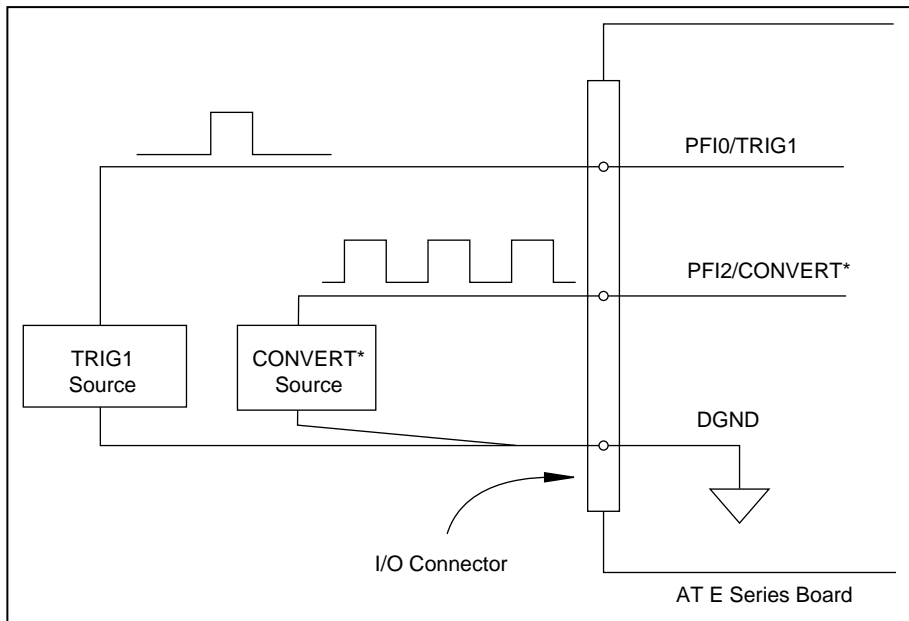 PFI0/TRIG1
PFI2/CONVERT*
TRIG1
Source
CONVERT*
Source
DGND
I/O Connector
AT E Series Board